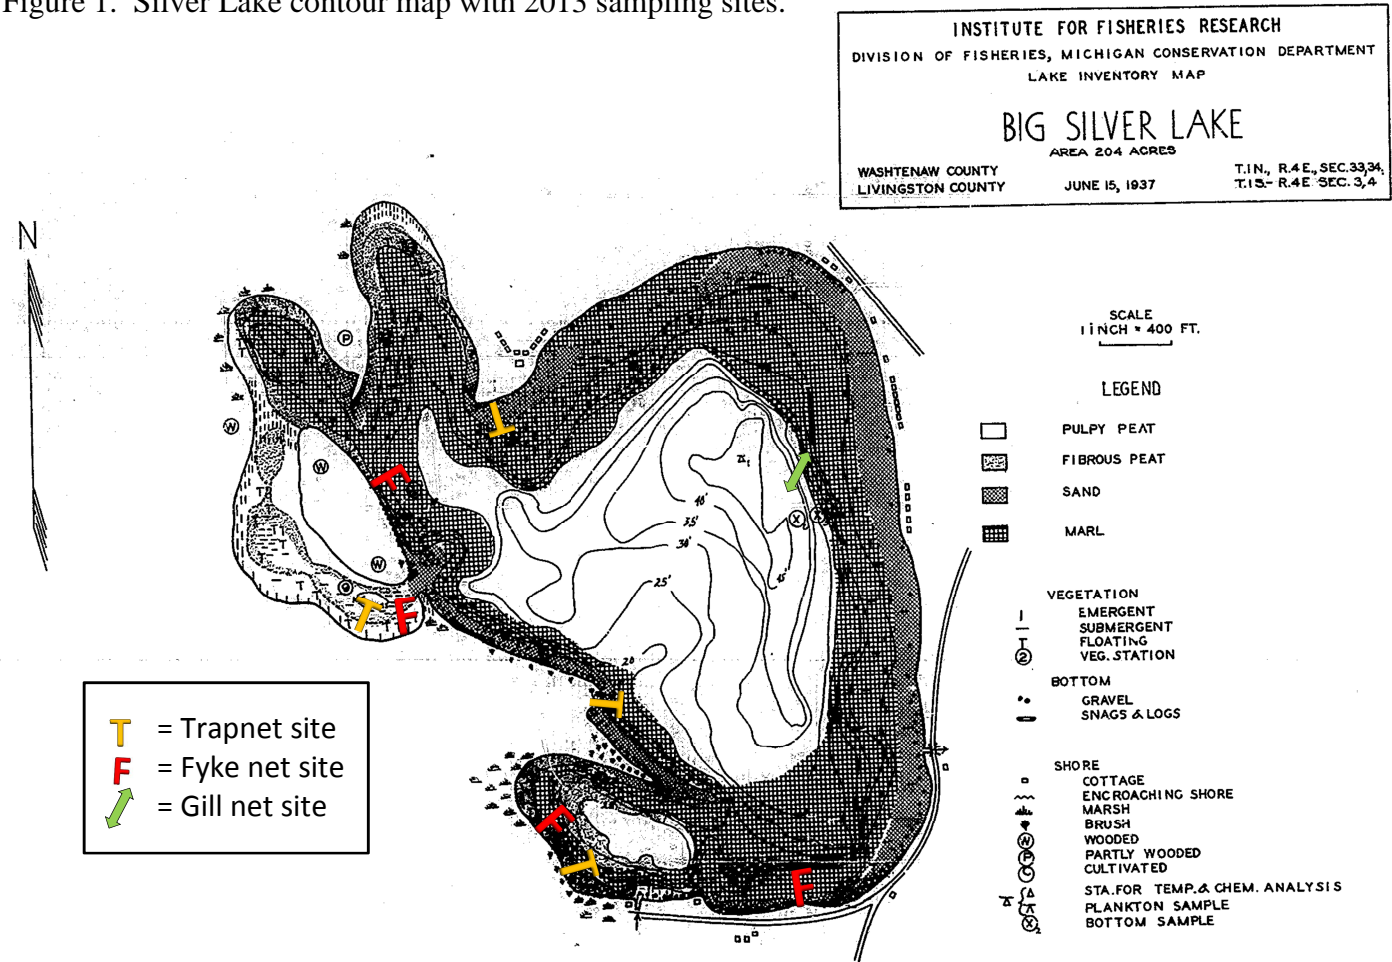 Figure 1.  Silver Lake contour map with 2013 sampling sites.
INSTITUTE FOR FISHERIES RESEARCH
DIVISION OF FISHERIES, MICHIGAN CONSERVATION DEPARTMENT
LAKE INVENTORY MAP
BIG SILVER LAKE
AREA 204 ACRES
WASHTENAW COUNTY
LIVINGSTON COUNTY
JUNE 15, 1937
T.1N., R.4E., SEC.33,34,
T.1S.- R.4E. SEC. 3,4
N
SCALE
1 INCH = 400 FT.
LEGEND
PULPY PEAT
FIBROUS PEAT
SAND
MARL
VEGETATION
I EMERGENT
— SUBMERGENT
T FLOATING
2 VEG. STATION
BOTTOM
GRAVEL
SNAGS & LOGS
SHORE
COTTAGE
ENCROACHING SHORE
MARSH
BRUSH
W WOODED
P PARTLY WOODED
C CULTIVATED
STA. FOR TEMP. & CHEM. ANALYSIS
PLANKTON SAMPLE
X2 BOTTOM SAMPLE
P
W
W
W
T
F
F
T
F
T
F
T
F
40'
35'
30'
25'
20'
45'
X
T = Trapnet site
F = Fyke net site
= Gill net site